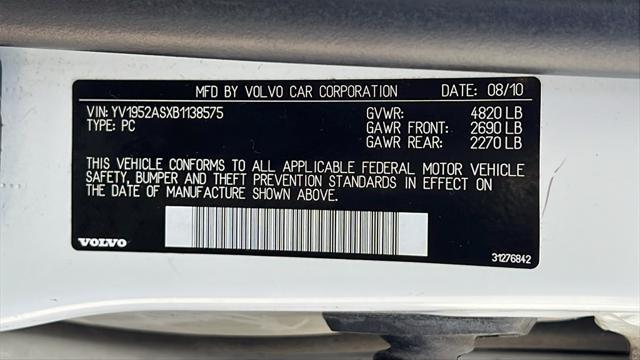 MFD BY VOLVO CAR CORPORATION DATE: 08/10
VIN: YV1952ASXB1138575 GVWR: 4820 LB
TYPE: PC GAWR FRONT: 2690 LB
GAWR REAR: 2270 LB
THIS VEHICLE CONFORMS TO ALL APPLICABLE FEDERAL MOTOR VEHICLE
SAFETY, BUMPER AND THEFT PREVENTION STANDARDS IN EFFECT ON
THE DATE OF MANUFACTURE SHOWN ABOVE.
VOLVO 31276842